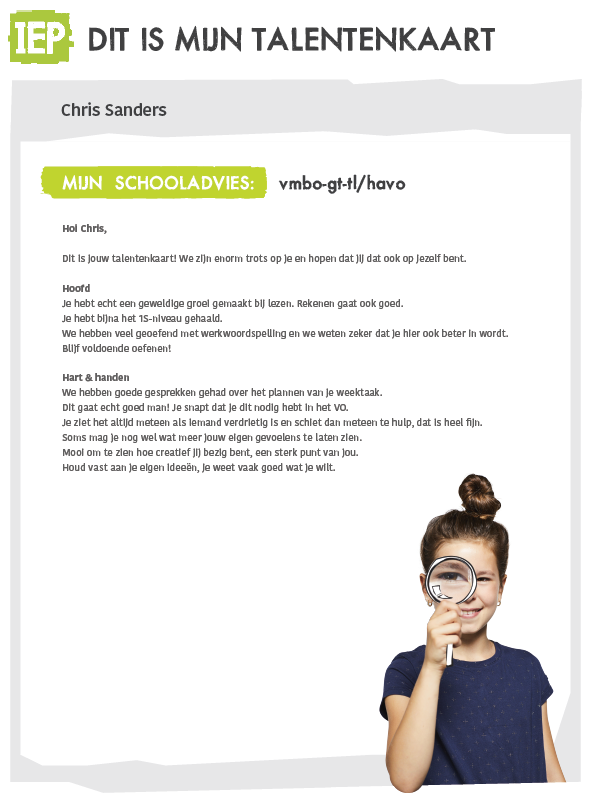 IEP DIT IS MIJN TALENTENKAART
Chris Sanders
MIJN SCHOOLADVIES: vmbo-gt-tl/havo
Hoi Chris,
Dit is jouw talentenkaart! We zijn enorm trots op je en hopen dat jij dat ook op jezelf bent.
Hoofd
Je hebt echt een geweldige groei gemaakt bij lezen. Rekenen gaat ook goed.
Je hebt bijna het 1S-niveau gehaald.
We hebben veel geoefend met werkwoordspelling en we weten zeker dat je hier ook beter in wordt.
Blijf voldoende oefenen!
Hart & handen
We hebben goede gesprekken gehad over het plannen van je weektaak.
Dit gaat echt goed man! Je snapt dat je dit nodig hebt in het VO.
Je ziet het altijd meteen als iemand verdrietig is en schiet dan meteen te hulp, dat is heel fijn.
Soms mag je nog wel wat meer jouw eigen gevoelens te laten zien.
Mooi om te zien hoe creatief jij bezig bent, een sterk punt van jou.
Houd vast aan je eigen ideeën, je weet vaak goed wat je wilt.